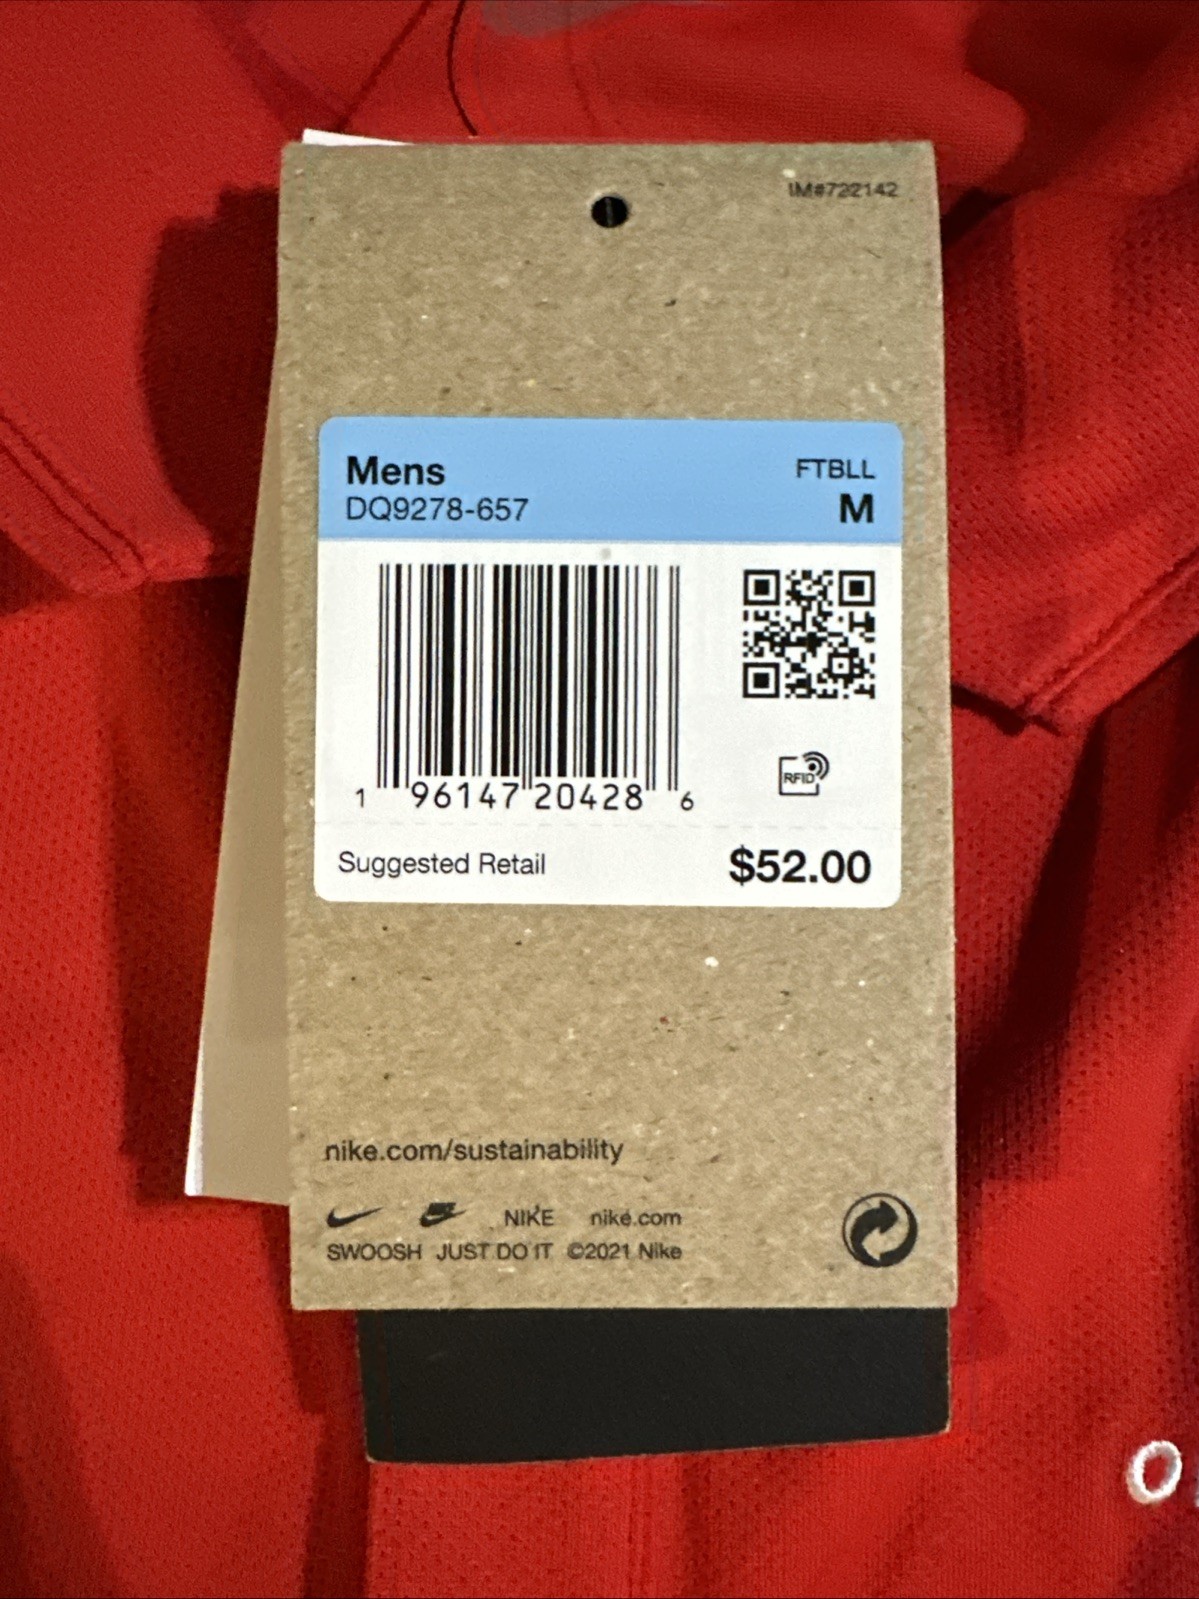 IM#722142
Mens
FTBLL
DQ9278-657
M
1 96147 20428 6
RFID
Suggested Retail
$52.00
nike.com/sustainability
NIKE nike.com
SWOOSH JUST DO IT ©2021 Nike
O